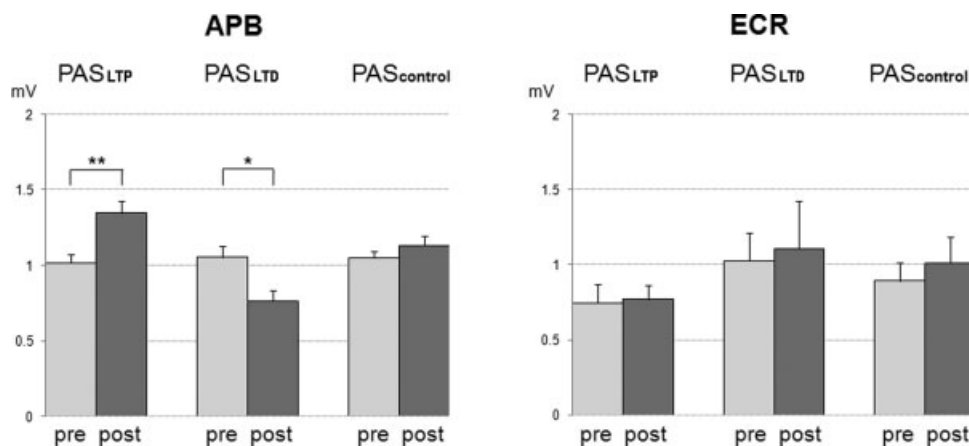 APB
PASLTP PASLTD PAScontrol
mV
2
** *
1.5
1
0.5
0
pre post pre post pre post
ECR
PASLTP PASLTD PAScontrol
mV
2
1.5
1
0.5
0
pre post pre post pre post